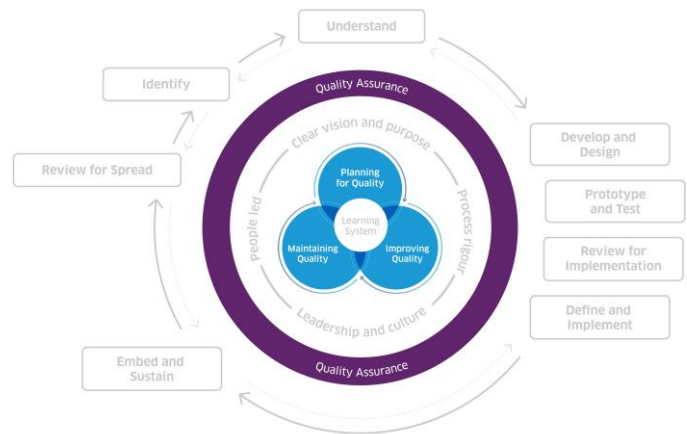 Understand
Identify
Quality Assurance
Clear vision and purpose
Develop and
Design
Planning
for Quality
Review for Spread
Prototype
and Test
People led
Learning
System
Process rigour
Maintaining
Quality
Improving
Quality
Review for
Implementation
Define and
Implement
Leadership and culture
Embed and
Sustain
Quality Assurance